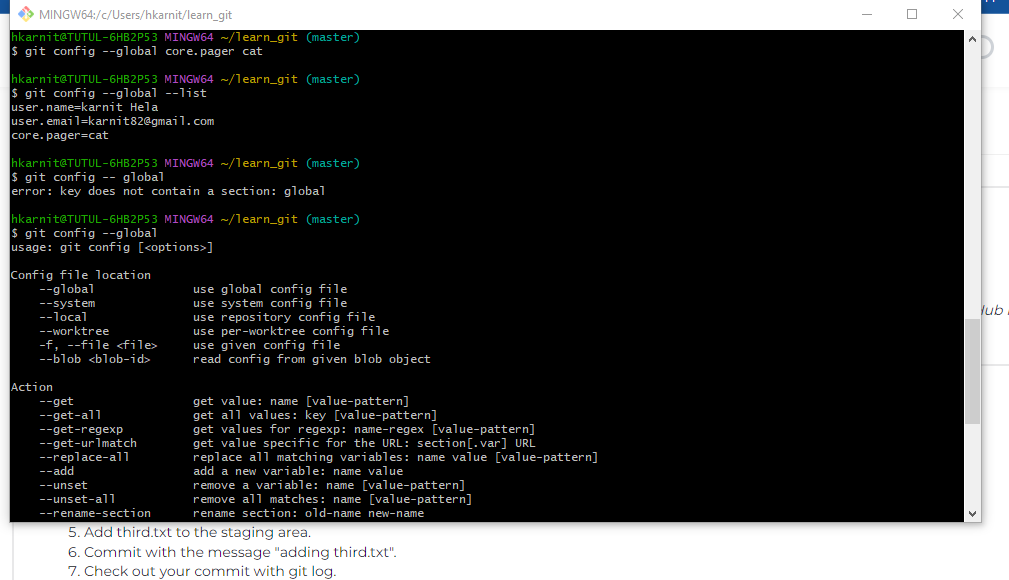 MINGW64:/c/Users/hkarnit/learn_git
hkarnit@TUTUL-6HB2P53 MINGW64 ~/learn_git (master)
$ git config --global core.pager cat
hkarnit@TUTUL-6HB2P53 MINGW64 ~/learn_git (master)
$ git config --global --list
user.name=karnit Hela
user.email=karnit82@gmail.com
core.pager=cat
hkarnit@TUTUL-6HB2P53 MINGW64 ~/learn_git (master)
$ git config -- global
error: key does not contain a section: global
hkarnit@TUTUL-6HB2P53 MINGW64 ~/learn_git (master)
$ git config --global
usage: git config [<options>]
Config file location
--global use global config file
--system use system config file
--local use repository config file
--worktree use per-worktree config file
-f, --file <file> use given config file
--blob <blob-id> read config from given blob object
Action
--get get value: name [value-pattern]
--get-all get all values: key [value-pattern]
--get-regexp get values for regexp: name-regex [value-pattern]
--get-urlmatch get value specific for the URL: section[.var] URL
--replace-all replace all matching variables: name value [value-pattern]
--add add a new variable: name value
--unset remove a variable: name [value-pattern]
--unset-all remove all matches: name [value-pattern]
--rename-section rename section: old-name new-name
5. Add third.txt to the staging area.
6. Commit with the message "adding third.txt".
7. Check out your commit with git log.